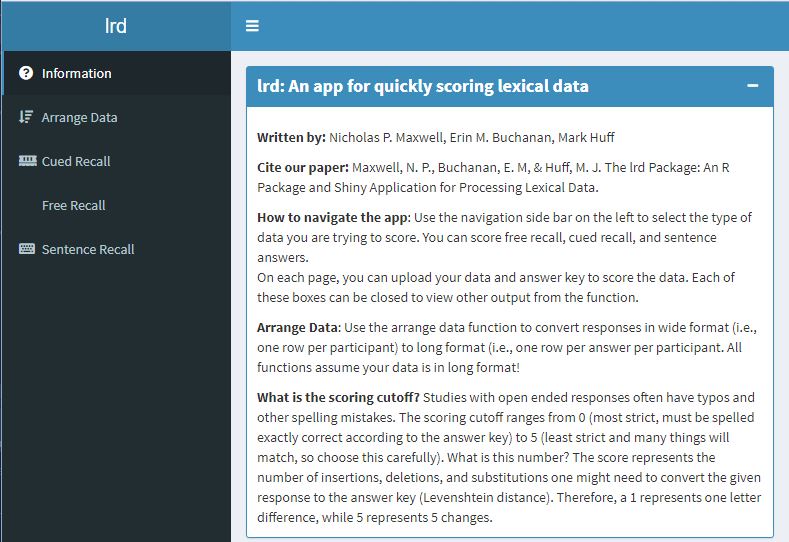 lrd
Information
Arrange Data
Cued Recall
Free Recall
Sentence Recall
lrd: An app for quickly scoring lexical data
Written by: Nicholas P. Maxwell, Erin M. Buchanan, Mark Huff
Cite our paper: Maxwell, N. P., Buchanan, E. M, & Huff, M. J. The lrd Package: An R
Package and Shiny Application for Processing Lexical Data.
How to navigate the app: Use the navigation side bar on the left to select the type of
data you are trying to score. You can score free recall, cued recall, and sentence
answers.
On each page, you can upload your data and answer key to score the data. Each of
these boxes can be closed to view other output from the function.
Arrange Data: Use the arrange data function to convert responses in wide format (i.e.,
one row per participant) to long format (i.e., one row per answer per participant. All
functions assume your data is in long format!
What is the scoring cutoff? Studies with open ended responses often have typos and
other spelling mistakes. The scoring cutoff ranges from 0 (most strict, must be spelled
exactly correct according to the answer key) to 5 (least strict and many things will
match, so choose this carefully). What is this number? The score represents the
number of insertions, deletions, and substitutions one might need to convert the given
response to the answer key (Levenshtein distance). Therefore, a 1 represents one letter
difference, while 5 represents 5 changes.